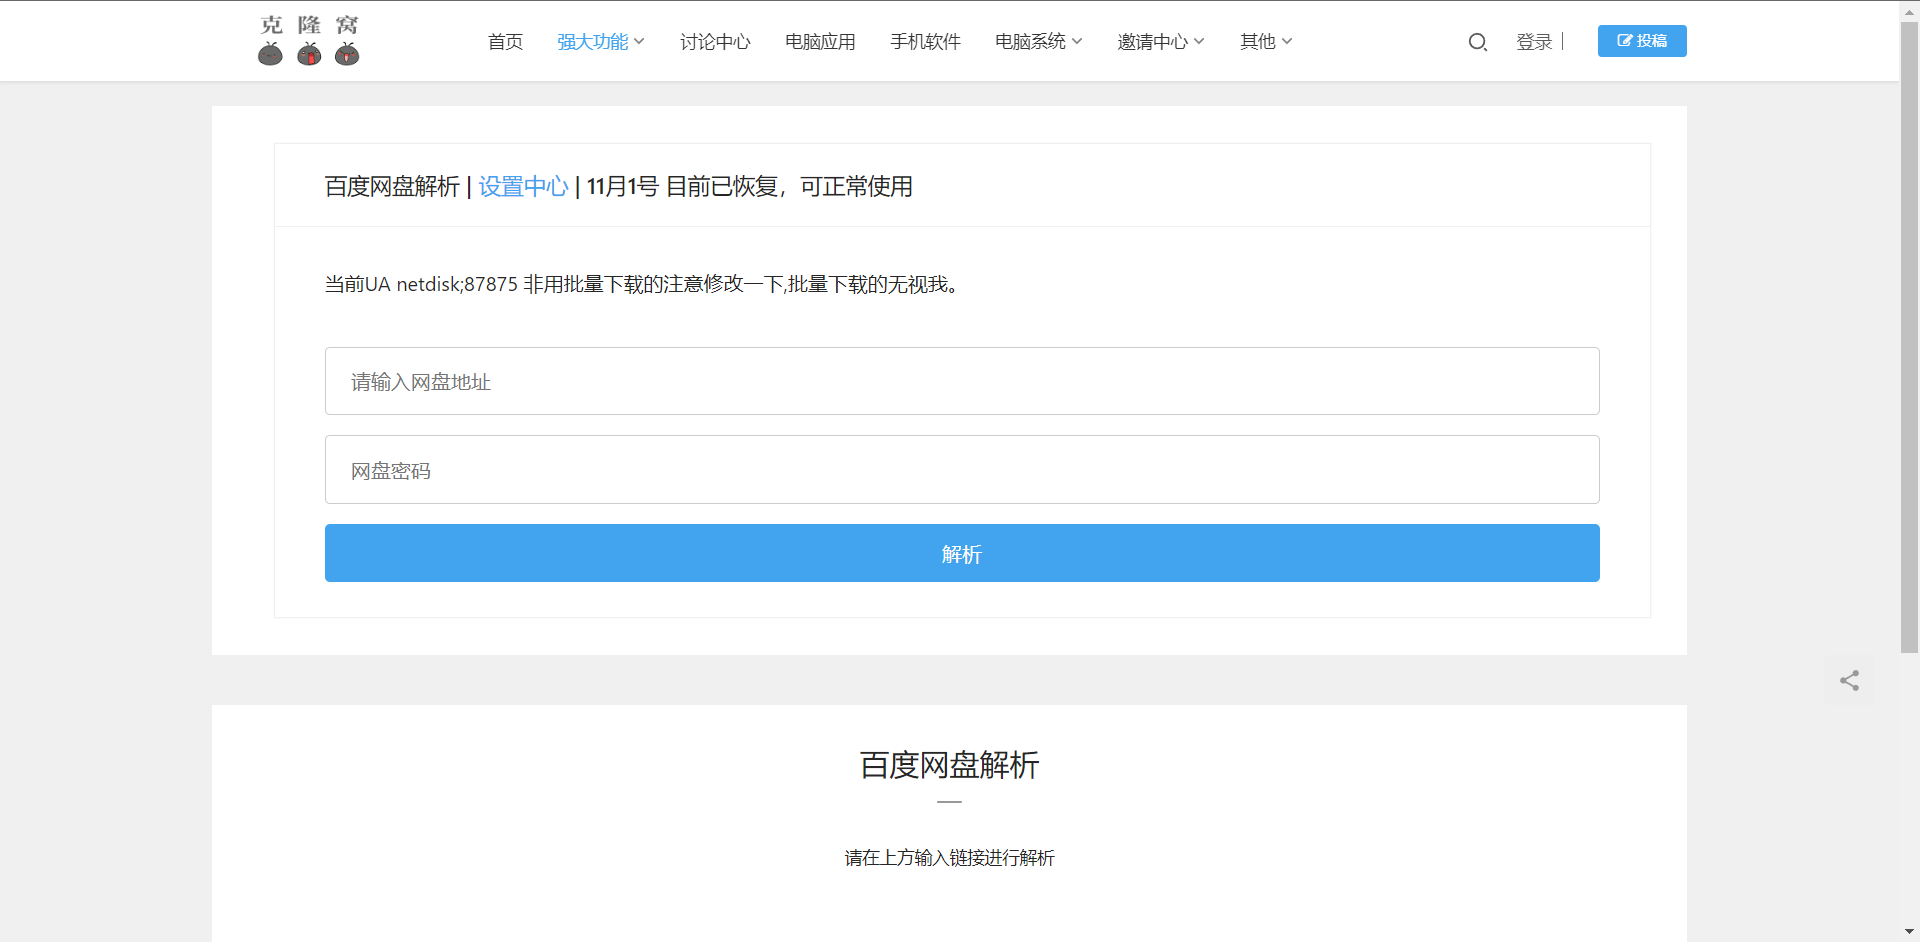 克隆窝
首页 强大功能 讨论中心 电脑应用 手机软件 电脑系统 邀请中心 其他 登录 投稿
百度网盘解析 | 设置中心 | 11月1号 目前已恢复，可正常使用
当前UA netdisk;87875 非用批量下载的注意修改一下,批量下载的无视我。
请输入网盘地址
网盘密码
解析
百度网盘解析
请在上方输入链接进行解析